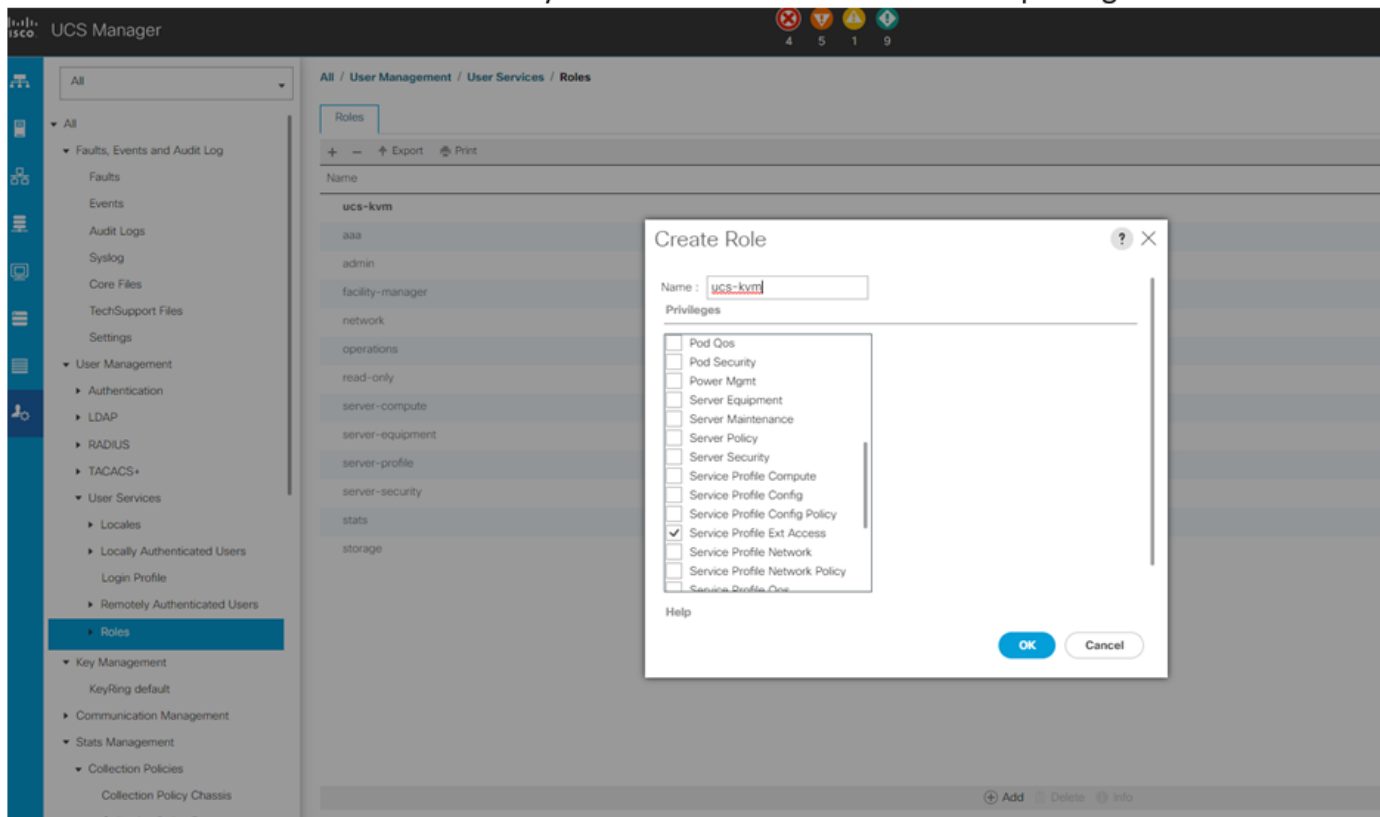 isco. UCS Manager
4 5 1 9
All
All / User Management / User Services / Roles
Roles
+ − Export Print
Name
ucs-kvm
aaa
admin
facility-manager
network
operations
read-only
server-compute
server-equipment
server-profile
server-security
stats
storage
All
Faults, Events and Audit Log
Faults
Events
Audit Logs
Syslog
Core Files
TechSupport Files
Settings
User Management
Authentication
LDAP
RADIUS
TACACS+
User Services
Locales
Locally Authenticated Users
Login Profile
Remotely Authenticated Users
Roles
Key Management
KeyRing default
Communication Management
Stats Management
Collection Policies
Collection Policy Chassis
Create Role
?
Name : ucs-kvm
Privileges
Pod Qos
Pod Security
Power Mgmt
Server Equipment
Server Maintenance
Server Policy
Server Security
Service Profile Compute
Service Profile Config
Service Profile Config Policy
Service Profile Ext Access
Service Profile Network
Service Profile Network Policy
Service Profile Qos
Help
OK Cancel
Add Delete Info